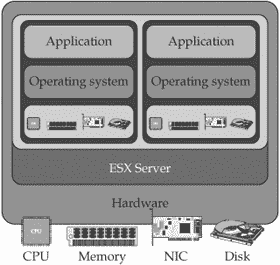 Application
Application
Operating system
Operating system
ESX Server
Hardware
CPU
CPU
Memory
NIC
Disk